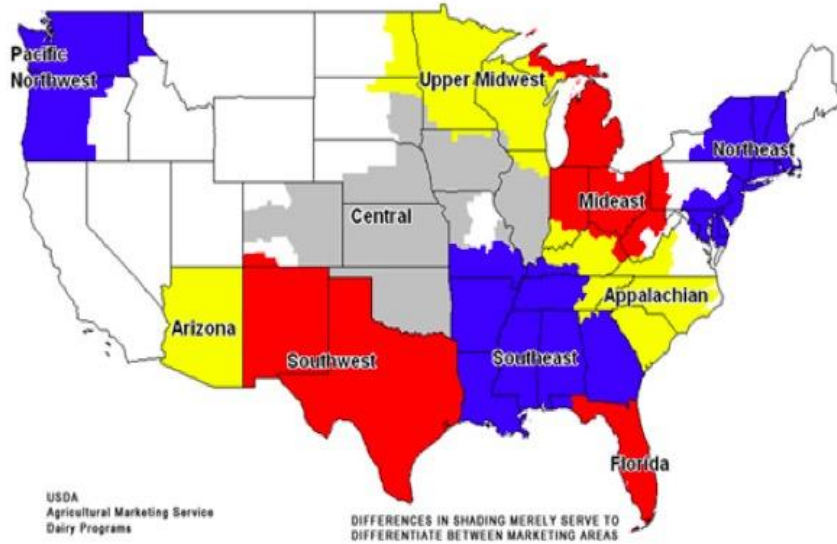 Pacific
Northwest
Upper Midwest
Northeast
Mideast
Central
Appalachian
Arizona
Southwest
Southeast
Florida
USDA
Agricultural Marketing Service
Dairy Programs
DIFFERENCES IN SHADING MERELY SERVE TO
DIFFERENTIATE BETWEEN MARKETING AREAS